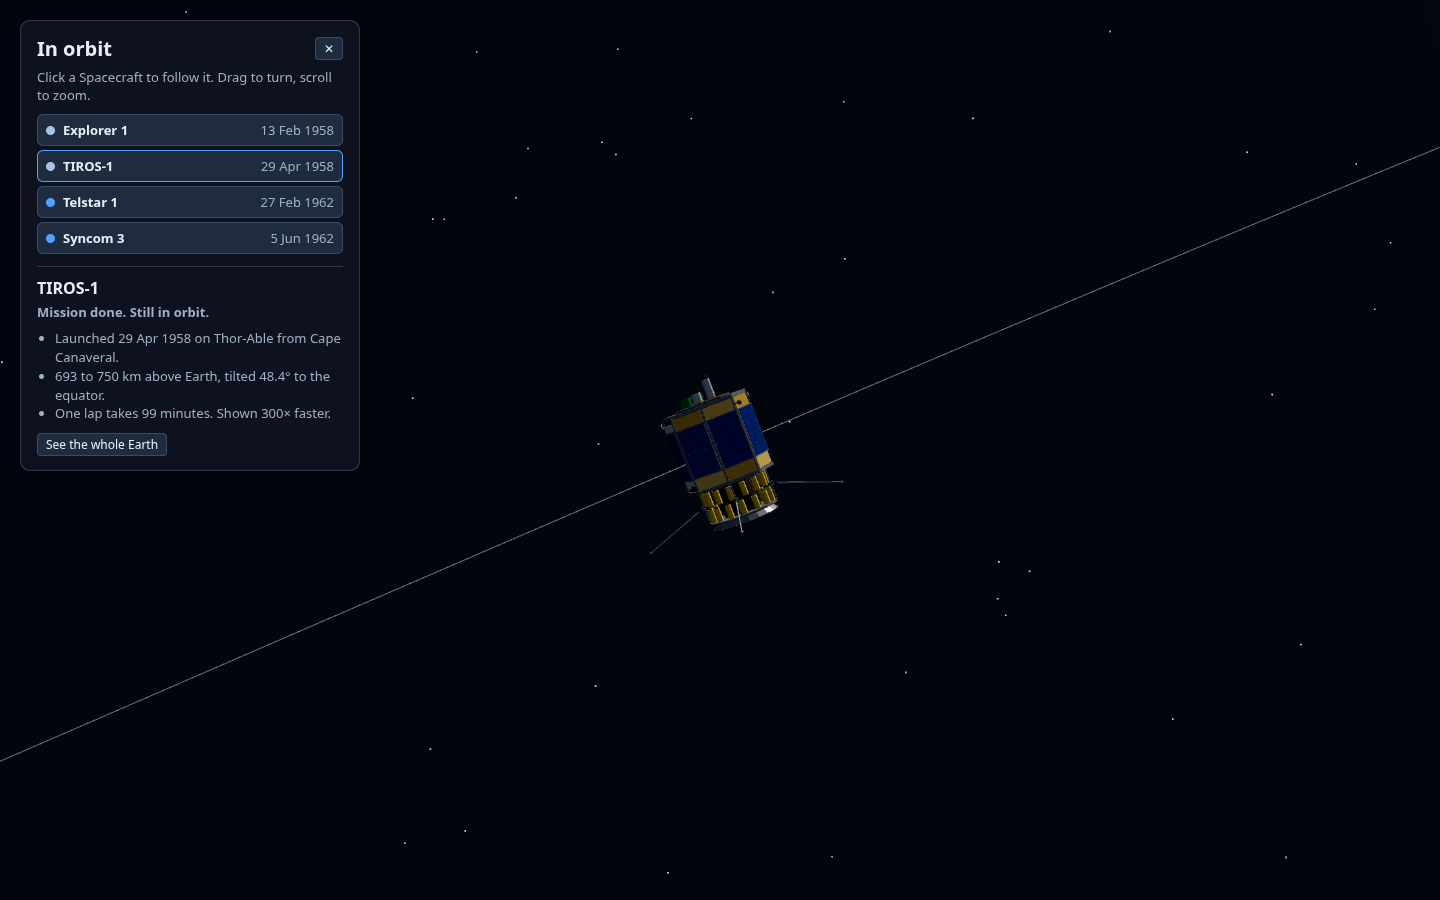 In orbit
✕
Click a Spacecraft to follow it. Drag to turn, scroll
to zoom.
Explorer 1 13 Feb 1958
TIROS-1 29 Apr 1958
Telstar 1 27 Feb 1962
Syncom 3 5 Jun 1962
TIROS-1
Mission done. Still in orbit.
• Launched 29 Apr 1958 on Thor-Able from Cape
Canaveral.
• 693 to 750 km above Earth, tilted 48.4° to the
equator.
• One lap takes 99 minutes. Shown 300× faster.
See the whole Earth